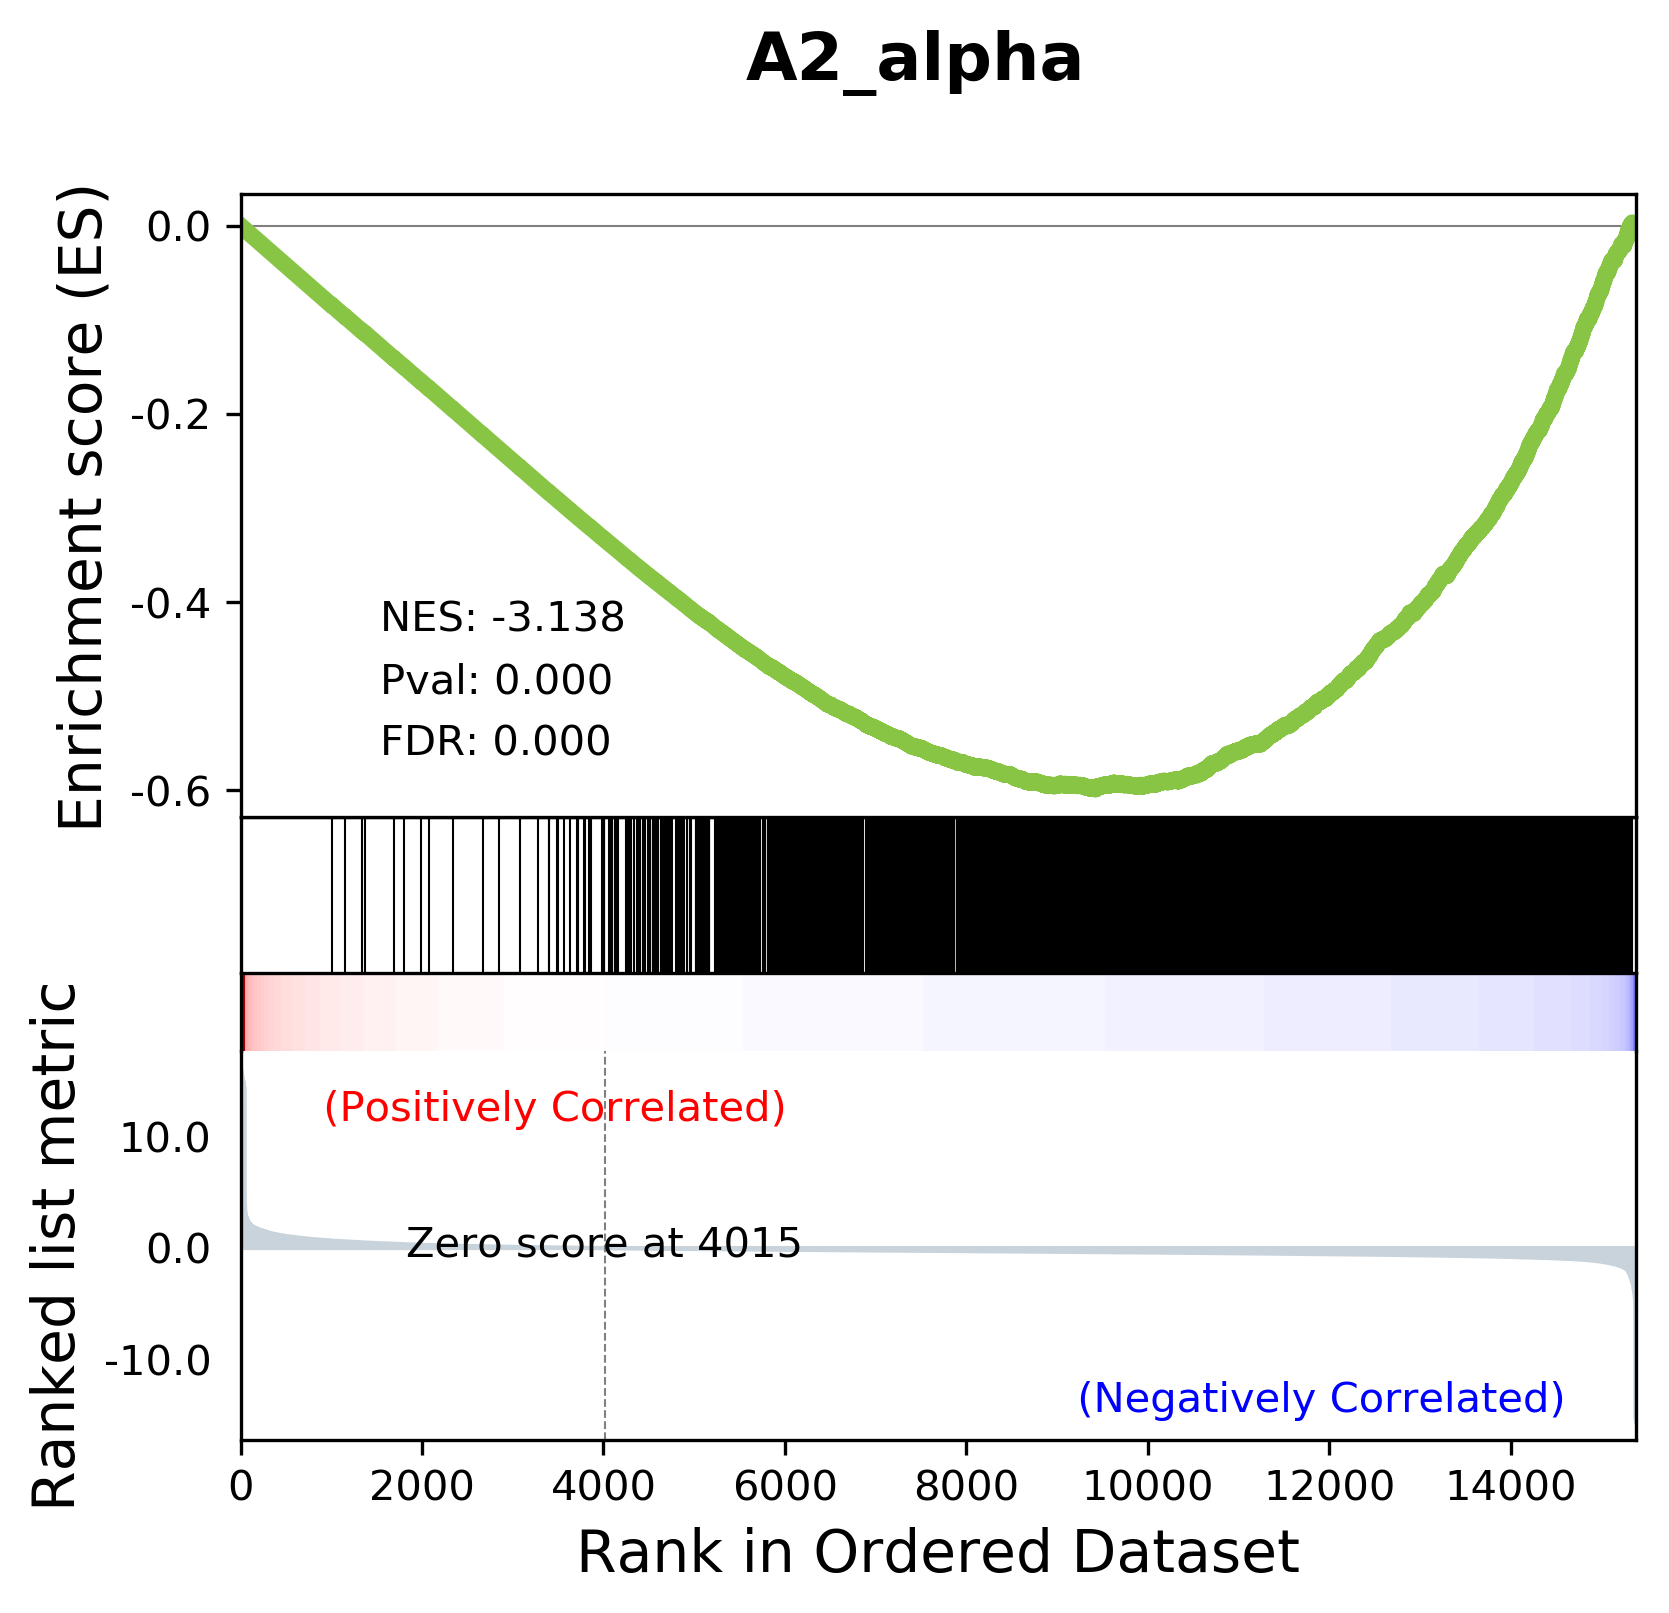 A2_alpha
Enrichment score (ES)
0.0
-0.2
-0.4
-0.6
NES: -3.138
Pval: 0.000
FDR: 0.000
Ranked list metric
(Positively Correlated)
10.0
Zero score at 4015
0.0
-10.0
(Negatively Correlated)
0 2000 4000 6000 8000 10000 12000 14000
Rank in Ordered Dataset